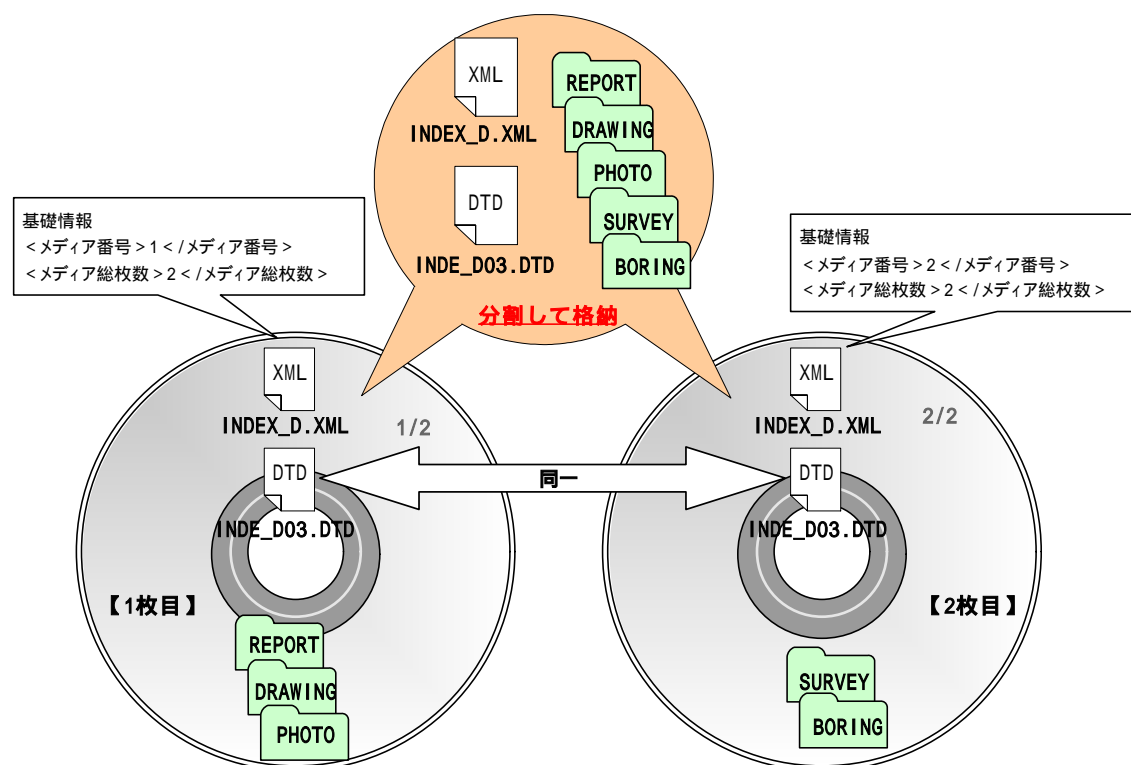 XML
INDEX_D.XML
DTD
INDE_D03.DTD
REPORT
DRAWING
PHOTO
SURVEY
BORING
分割して格納
基礎情報
<メディア番号>1</メディア番号>
<メディア総枚数>2</メディア総枚数>
基礎情報
<メディア番号>2</メディア番号>
<メディア総枚数>2</メディア総枚数>
XML
INDEX_D.XML
1/2
DTD
INDE_D03.DTD
【1枚目】
REPORT
DRAWING
PHOTO
同一
XML
INDEX_D.XML
2/2
DTD
INDE_D03.DTD
【2枚目】
SURVEY
BORING